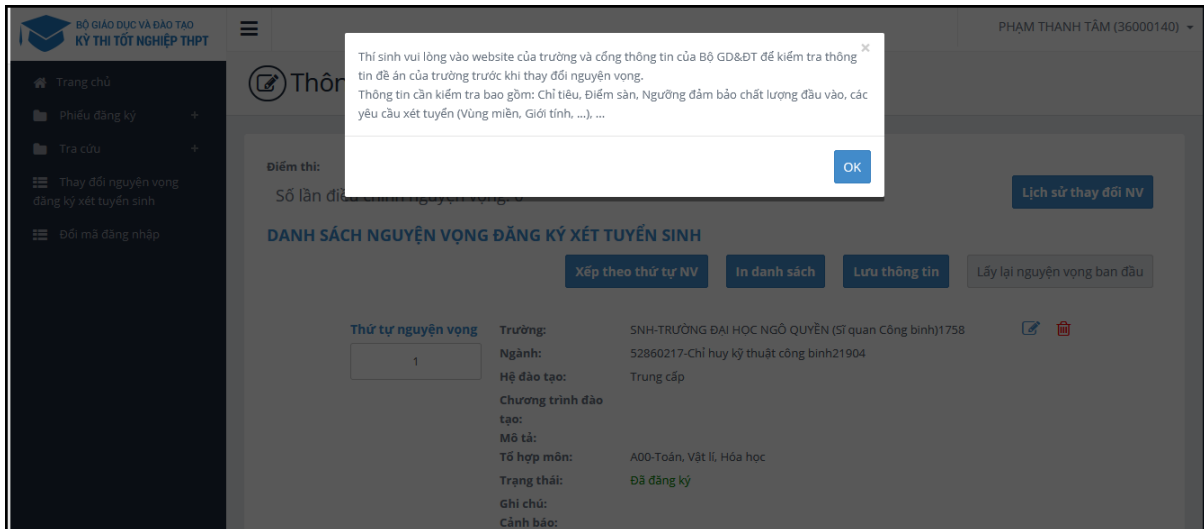 BỘ GIÁO DỤC VÀ ĐÀO TẠO
KỲ THI TỐT NGHIỆP THPT
PHẠM THANH TÂM (36000140)
Trang chủ
Phiếu đăng ký +
Tra cứu +
Thay đổi nguyện vọng
đăng ký xét tuyển sinh
Đổi mã đăng nhập
Thôn
Thí sinh vui lòng vào website của trường và cổng thông tin của Bộ GD&ĐT để kiểm tra thông ×
tin đề án của trường trước khi thay đổi nguyện vọng.
Thông tin cần kiểm tra bao gồm: Chỉ tiêu, Điểm sàn, Ngưỡng đảm bảo chất lượng đầu vào, các
yêu cầu xét tuyển (Vùng miền, Giới tính, ...), ...
OK
Điểm thi:
Số lần điều chỉnh nguyện vọng:
Lịch sử thay đổi NV
DANH SÁCH NGUYỆN VỌNG ĐĂNG KÝ XÉT TUYỂN SINH
Xếp theo thứ tự NV In danh sách Lưu thông tin Lấy lại nguyện vọng ban đầu
Thứ tự nguyện vọng
1
Trường: SNH-TRƯỜNG ĐẠI HỌC NGÔ QUYỀN (Sĩ quan Công binh)1758
Ngành: 52860217-Chỉ huy kỹ thuật công binh21904
Hệ đào tạo: Trung cấp
Chương trình đào
tạo:
Mô tả:
Tổ hợp môn: A00-Toán, Vật lí, Hóa học
Trạng thái: Đã đăng ký
Ghi chú:
Cảnh báo: